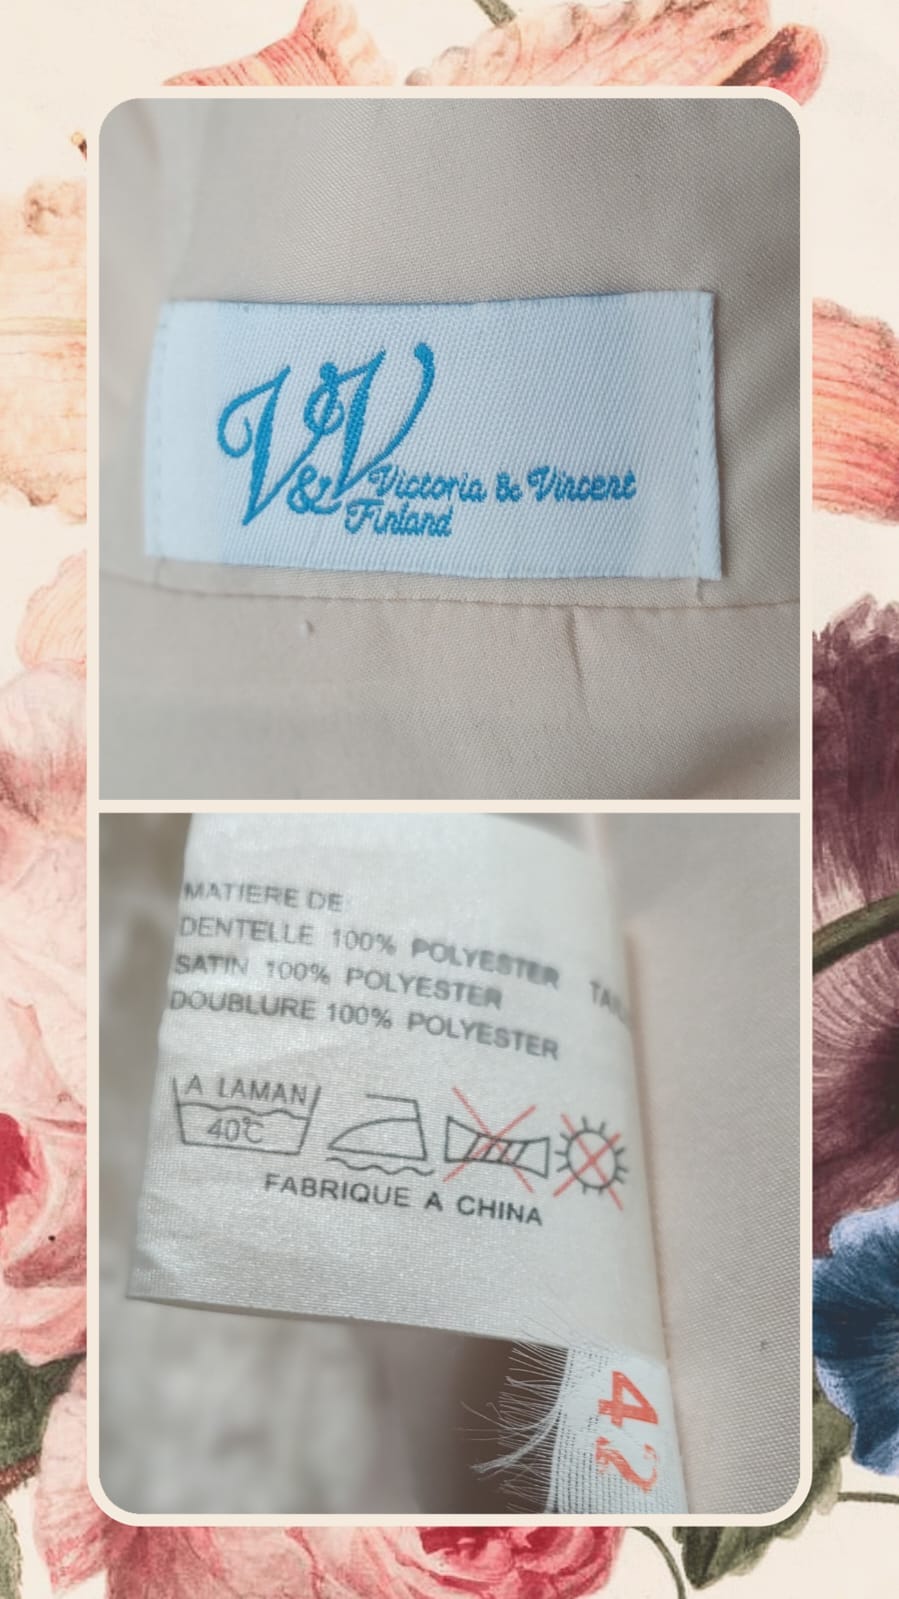 V&V
Victoria & Vincent
Finland
MATIERE DE
DENTELLE 100% POLYESTER
SATIN 100% POLYESTER
DOUBLURE 100% POLYESTER
A LAMAN
40℃
FABRIQUE A CHINA
42